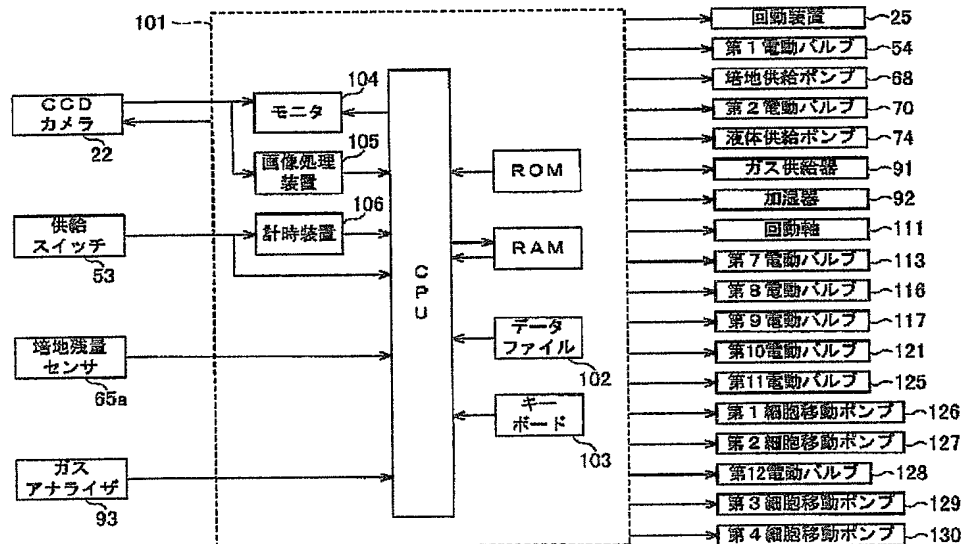 101
CCD
カメラ
22
供給
スイッチ
53
培地残量
センサ
65a
ガス
アナライザ
93
104
モニタ
105
画像処理
装置
106
計時装置
CPU
ROM
RAM
データ
ファイル
102
キー
ボード
103
回動装置 25
第1電動バルブ 54
培地供給ポンプ 68
第2電動バルブ 70
液体供給ポンプ 74
ガス供給器 91
加湿器 92
回動軸 111
第7電動バルブ 113
第8電動バルブ 116
第9電動バルブ 117
第10電動バルブ 121
第11電動バルブ 125
第1細胞移動ポンプ 126
第2細胞移動ポンプ 127
第12電動バルブ 128
第3細胞移動ポンプ 129
第4細胞移動ポンプ 130